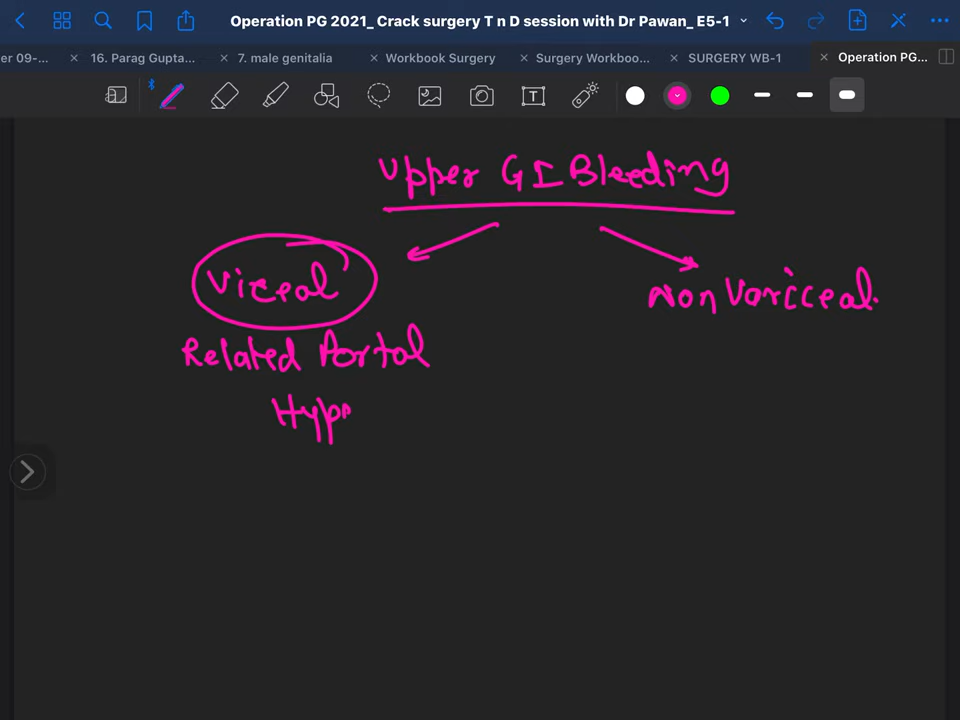 Operation PG 2021_ Crack surgery T n D session with Dr Pawan_ E5-1
er 09-... 16. Parag Gupta... 7. male genitalia Workbook Surgery Surgery Workboo... SURGERY WB-1 Operation PG...
Upper GI Bleeding
Viceal Non Variceal.
Related Portal
Hyp